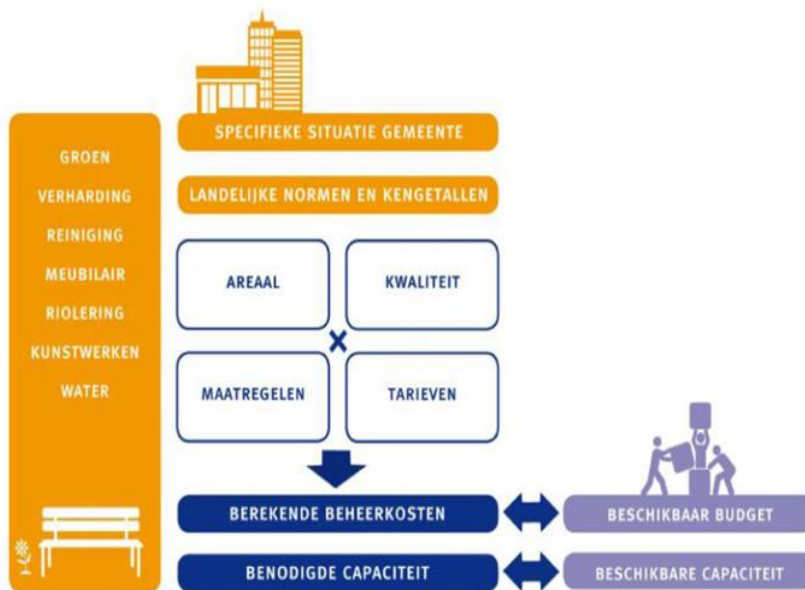 GROEN
VERHARDING
REINIGING
MEUBILAIR
RIOLERING
KUNSTWERKEN
WATER
SPECIFIEKE SITUATIE GEMEENTE
LANDELIJKE NORMEN EN KENGETALLEN
AREAAL
KWALITEIT
×
MAATREGELEN
TARIEVEN
BEREKENDE BEHEERKOSTEN
BESCHIKBAAR BUDGET
BENODIGDE CAPACITEIT
BESCHIKBARE CAPACITEIT